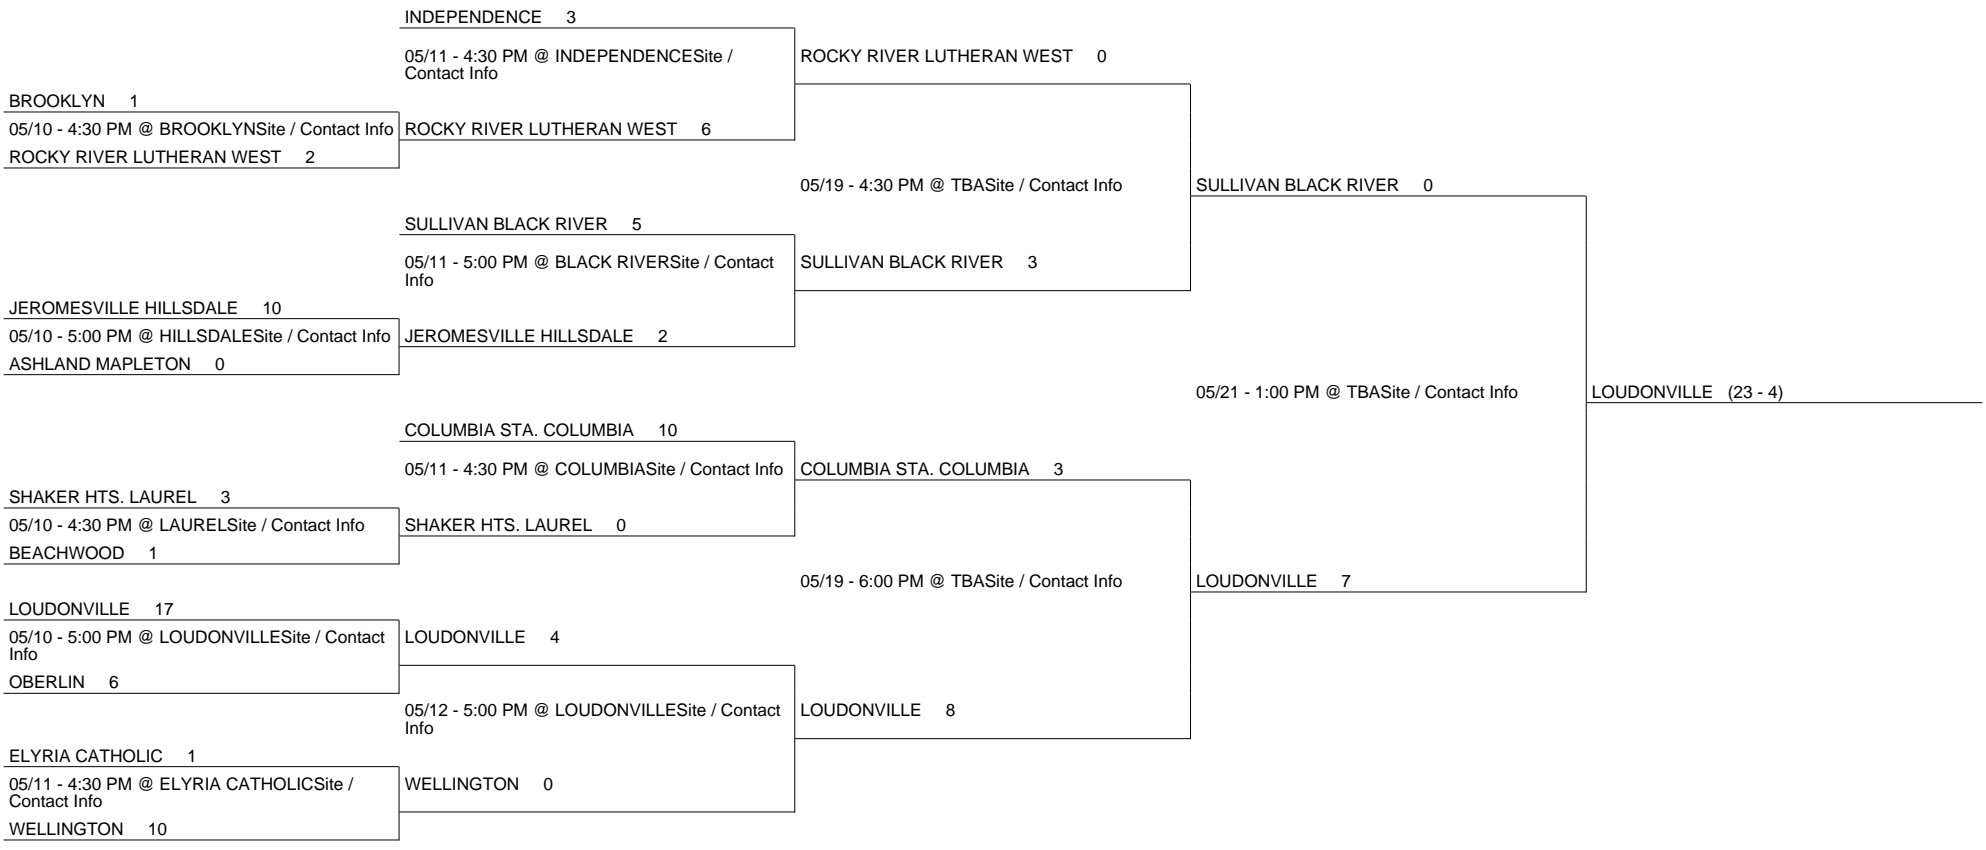 INDEPENDENCE 3
05/11 - 4:30 PM @ INDEPENDENCESite /
Contact Info
ROCKY RIVER LUTHERAN WEST 0
BROOKLYN 1
05/10 - 4:30 PM @ BROOKLYNSite / Contact Info
ROCKY RIVER LUTHERAN WEST 6
ROCKY RIVER LUTHERAN WEST 2
05/19 - 4:30 PM @ TBASite / Contact Info
SULLIVAN BLACK RIVER 0
SULLIVAN BLACK RIVER 5
05/11 - 5:00 PM @ BLACK RIVERSite / Contact
Info
SULLIVAN BLACK RIVER 3
JEROMESVILLE HILLSDALE 10
05/10 - 5:00 PM @ HILLSDALESite / Contact Info
JEROMESVILLE HILLSDALE 2
ASHLAND MAPLETON 0
05/21 - 1:00 PM @ TBASite / Contact Info
LOUDONVILLE (23 - 4)
COLUMBIA STA. COLUMBIA 10
05/11 - 4:30 PM @ COLUMBIASite / Contact Info
COLUMBIA STA. COLUMBIA 3
SHAKER HTS. LAUREL 3
05/10 - 4:30 PM @ LAURELSite / Contact Info
SHAKER HTS. LAUREL 0
BEACHWOOD 1
05/19 - 6:00 PM @ TBASite / Contact Info
LOUDONVILLE 7
LOUDONVILLE 17
05/10 - 5:00 PM @ LOUDONVILLESite / Contact
Info
LOUDONVILLE 4
OBERLIN 6
05/12 - 5:00 PM @ LOUDONVILLESite / Contact
Info
LOUDONVILLE 8
ELYRIA CATHOLIC 1
05/11 - 4:30 PM @ ELYRIA CATHOLICSite /
Contact Info
WELLINGTON 0
WELLINGTON 10